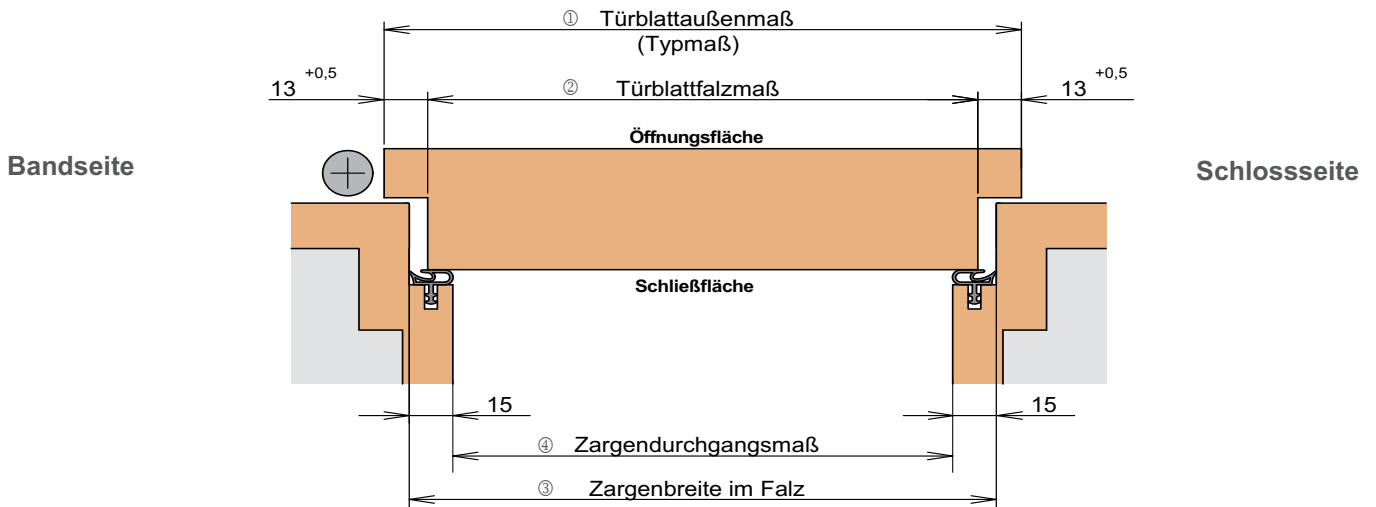 ① Türblattaußenmaß
(Typmaß)
13 +0,5
② Türblattfalzmaß
13 +0,5
Öffnungsfläche
Bandseite
Schlossseite
Schließfläche
15
15
④ Zargendurchgangsmaß
③ Zargenbreite im Falz